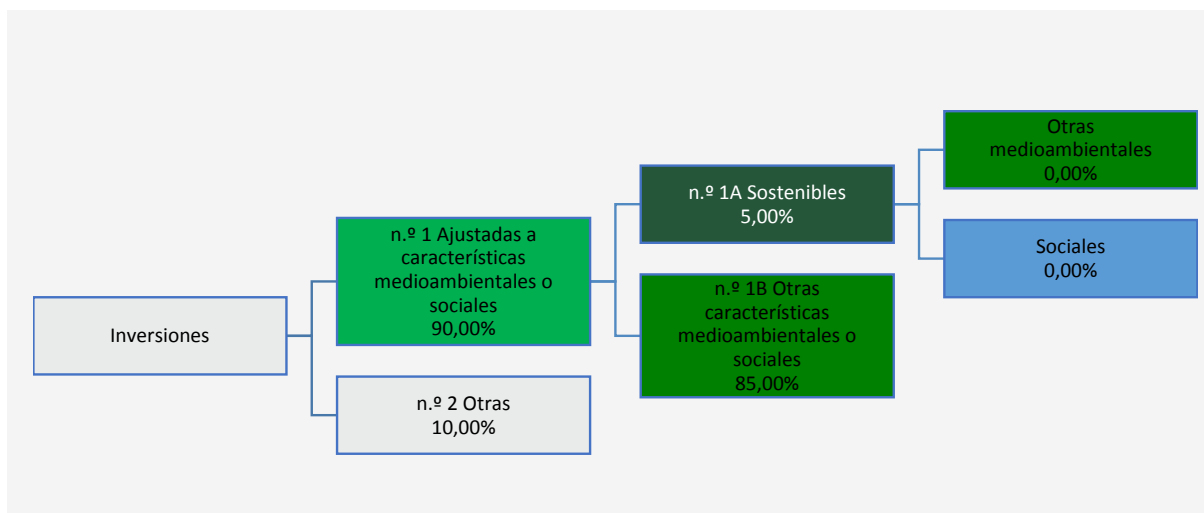 Inversiones
n.º 1 Ajustadas a
características
medioambientales o
sociales
90,00%
n.º 2 Otras
10,00%
n.º 1A Sostenibles
5,00%
n.º 1B Otras
características
medioambientales o
sociales
85,00%
Otras
medioambientales
0,00%
Sociales
0,00%